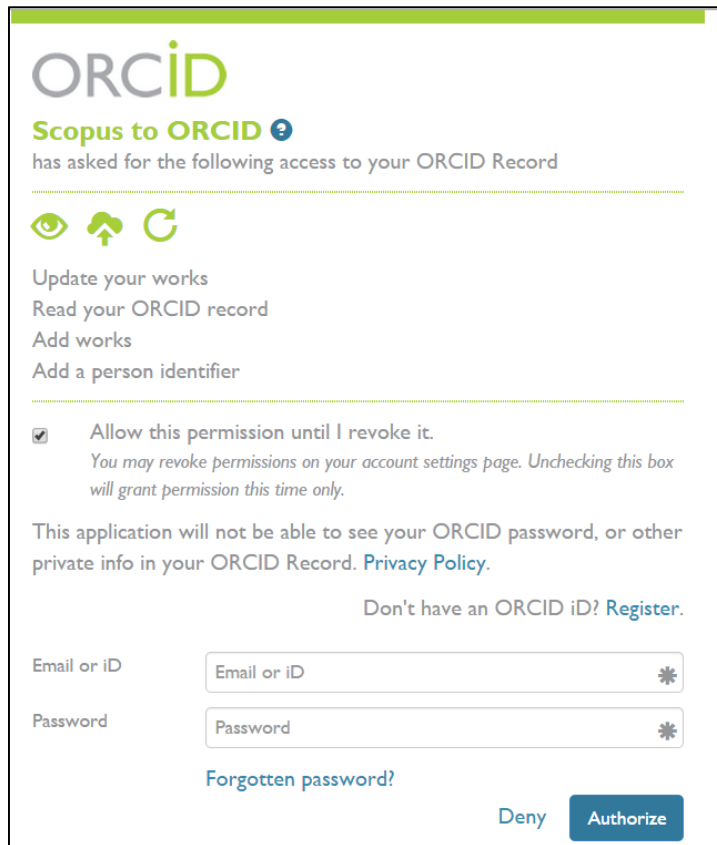 ORCiD
Scopus to ORCID ?
has asked for the following access to your ORCID Record
Update your works
Read your ORCID record
Add works
Add a person identifier
Allow this permission until I revoke it.
You may revoke permissions on your account settings page. Unchecking this box
will grant permission this time only.
This application will not be able to see your ORCID password, or other
private info in your ORCID Record. Privacy Policy.
Don't have an ORCID iD? Register.
Email or iD
Email or iD
Password
Password
Forgotten password?
Deny Authorize